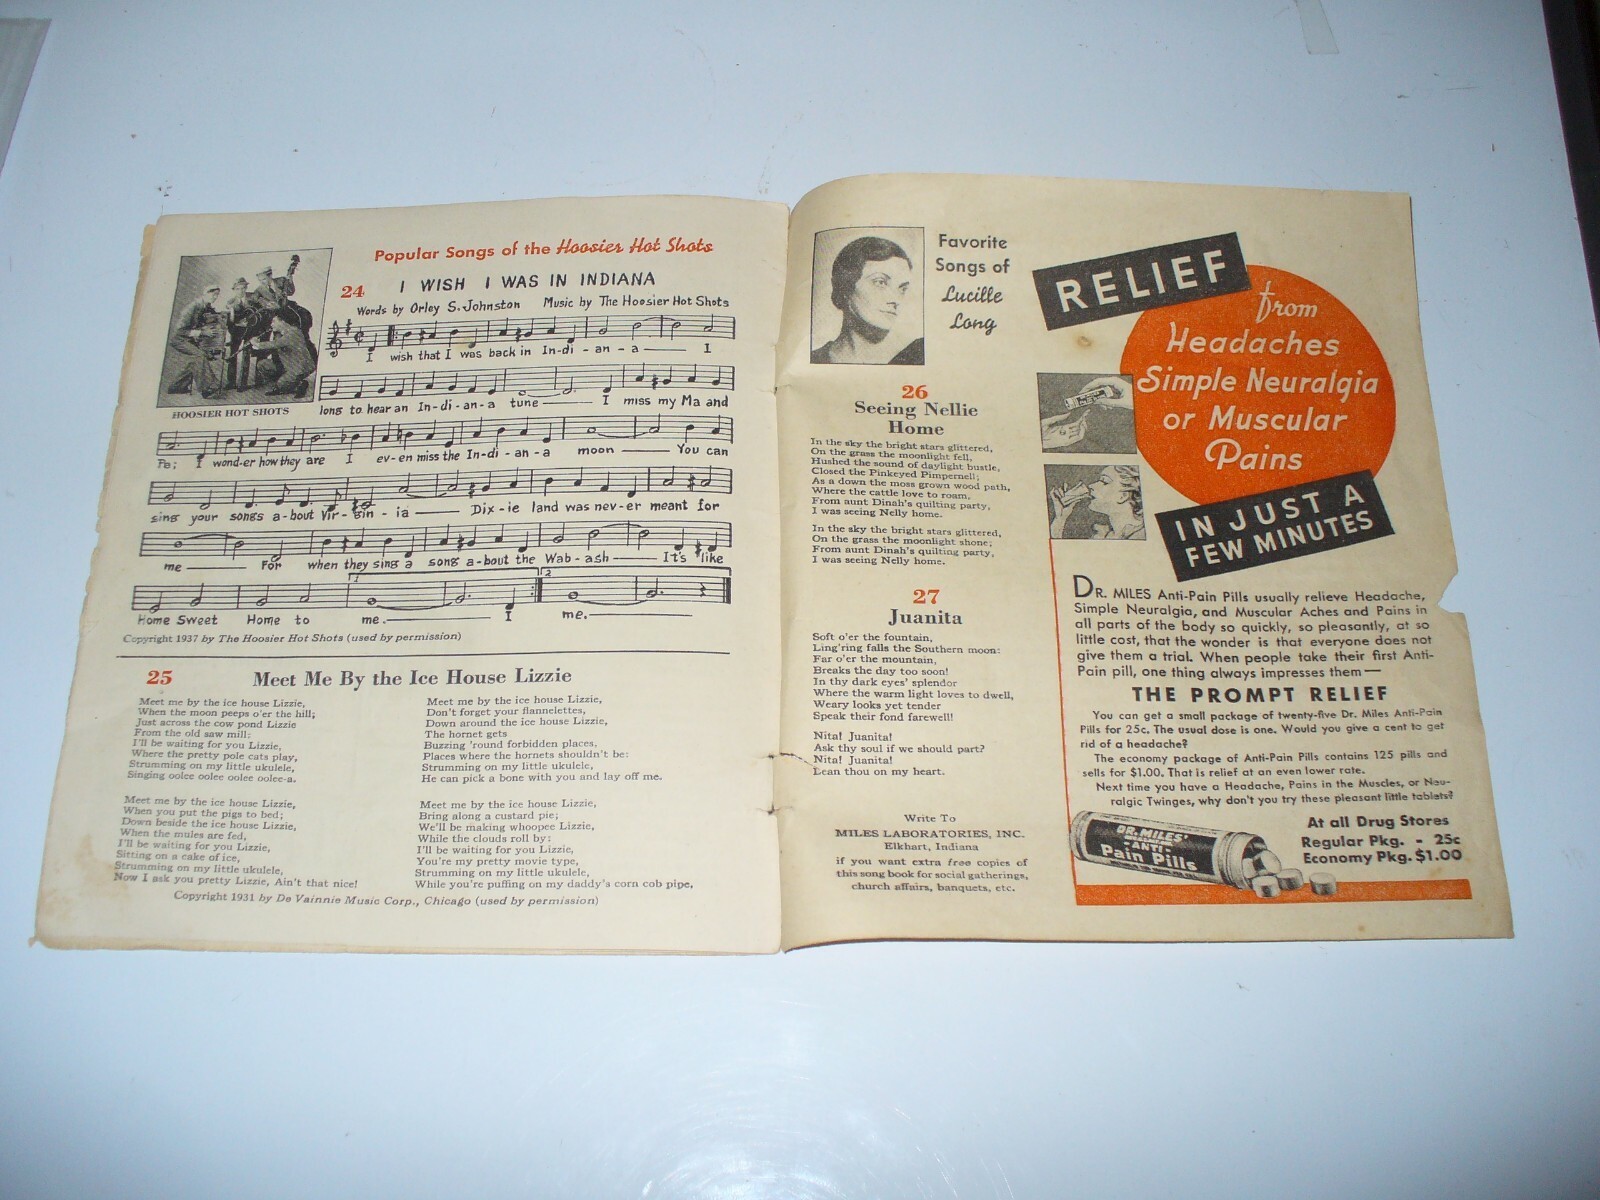 Popular Songs of the Hoosier Hot Shots
24
I WISH I WAS IN INDIANA
Words by Orley S. Johnston Music by The Hoosier Hot Shots
HOOSIER HOT SHOTS
I wish that I was back in In-di - an - a I
long to hear an In-di-an-a tune I miss my Ma and
Pa; I wond-er how they are I ev-en miss the In-di-an-a moon You can
sing your songs a-bout Vir-gin-ia Dix-ie land was nev-er meant for
me For when they sing a song a-bout the Wab-ash It's like
1 2
Home Sweet Home to me. I me.
Copyright 1937 by The Hoosier Hot Shots (used by permission)
25
Meet Me By the Ice House Lizzie
Meet me by the ice house Lizzie,
When the moon peeps o'er the hill;
Just across the cow pond Lizzie
From the old saw mill;
I'll be waiting for you Lizzie,
Where the pretty pole cats play,
Strumming on my little ukulele,
Singing oolee oolee oolee oolee-a.
Meet me by the ice house Lizzie,
When you put the pigs to bed;
Down beside the ice house Lizzie,
When the mules are fed,
I'll be waiting for you Lizzie,
Sitting on a cake of ice,
Strumming on my little ukulele,
Now I ask you pretty Lizzie, Ain't that nice!
Meet me by the ice house Lizzie,
Don't forget your flannelettes,
Down around the ice house Lizzie,
The hornet gets
Buzzing 'round forbidden places,
Places where the hornets shouldn't be:
Strumming on my little ukulele,
He can pick a bone with you and lay off me.
Meet me by the ice house Lizzie,
Bring along a custard pie;
We'll be making whoopee Lizzie,
While the clouds roll by:
I'll be waiting for you Lizzie,
You're my pretty movie type,
Strumming on my little ukulele,
While you're puffing on my daddy's corn cob pipe.
Copyright 1931 by De Vainnie Music Corp., Chicago (used by permission)
Favorite
Songs of
Lucille
Long
26
Seeing Nellie
Home
In the sky the bright stars glittered,
On the grass the moonlight fell,
Hushed the sound of daylight bustle,
Closed the Pinkeyed Pimpernell;
As a down the moss grown wood path,
Where the cattle love to roam,
From aunt Dinah's quilting party,
I was seeing Nelly home.
In the sky the bright stars glittered,
On the grass the moonlight shone;
From aunt Dinah's quilting party,
I was seeing Nelly home.
27
Juanita
Soft o'er the fountain,
Ling'ring falls the Southern moon:
Far o'er the mountain,
Breaks the day too soon!
In thy dark eyes' splendor
Where the warm light loves to dwell,
Weary looks yet tender
Speak their fond farewell!
Nita! Juanita!
Ask thy soul if we should part?
Nita! Juanita!
Lean thou on my heart.
Write To
MILES LABORATORIES, INC.
Elkhart, Indiana
if you want extra free copies of
this song book for social gatherings,
church affairs, banquets, etc.
RELIEF
from
Headaches
Simple Neuralgia
or Muscular
Pains
IN JUST A
FEW MINUTES
DR. MILES Anti-Pain Pills usually relieve Headache,
Simple Neuralgia, and Muscular Aches and Pains in
all parts of the body so quickly, so pleasantly, at so
little cost, that the wonder is that everyone does not
give them a trial. When people take their first Anti-
Pain pill, one thing always impresses them—
THE PROMPT RELIEF
You can get a small package of twenty-five Dr. Miles Anti-Pain
Pills for 25c. The usual dose is one. Would you give a cent to get
rid of a headache?
The economy package of Anti-Pain Pills contains 125 pills and
sells for $1.00. That is relief at an even lower rate.
Next time you have a Headache, Pains in the Muscles, or Neu-
ralgic Twinges, why don't you try these pleasant little tablets?
DR. MILES'
-ANTI-
Pain Pills
At all Drug Stores
Regular Pkg. - 25c
Economy Pkg. $1.00